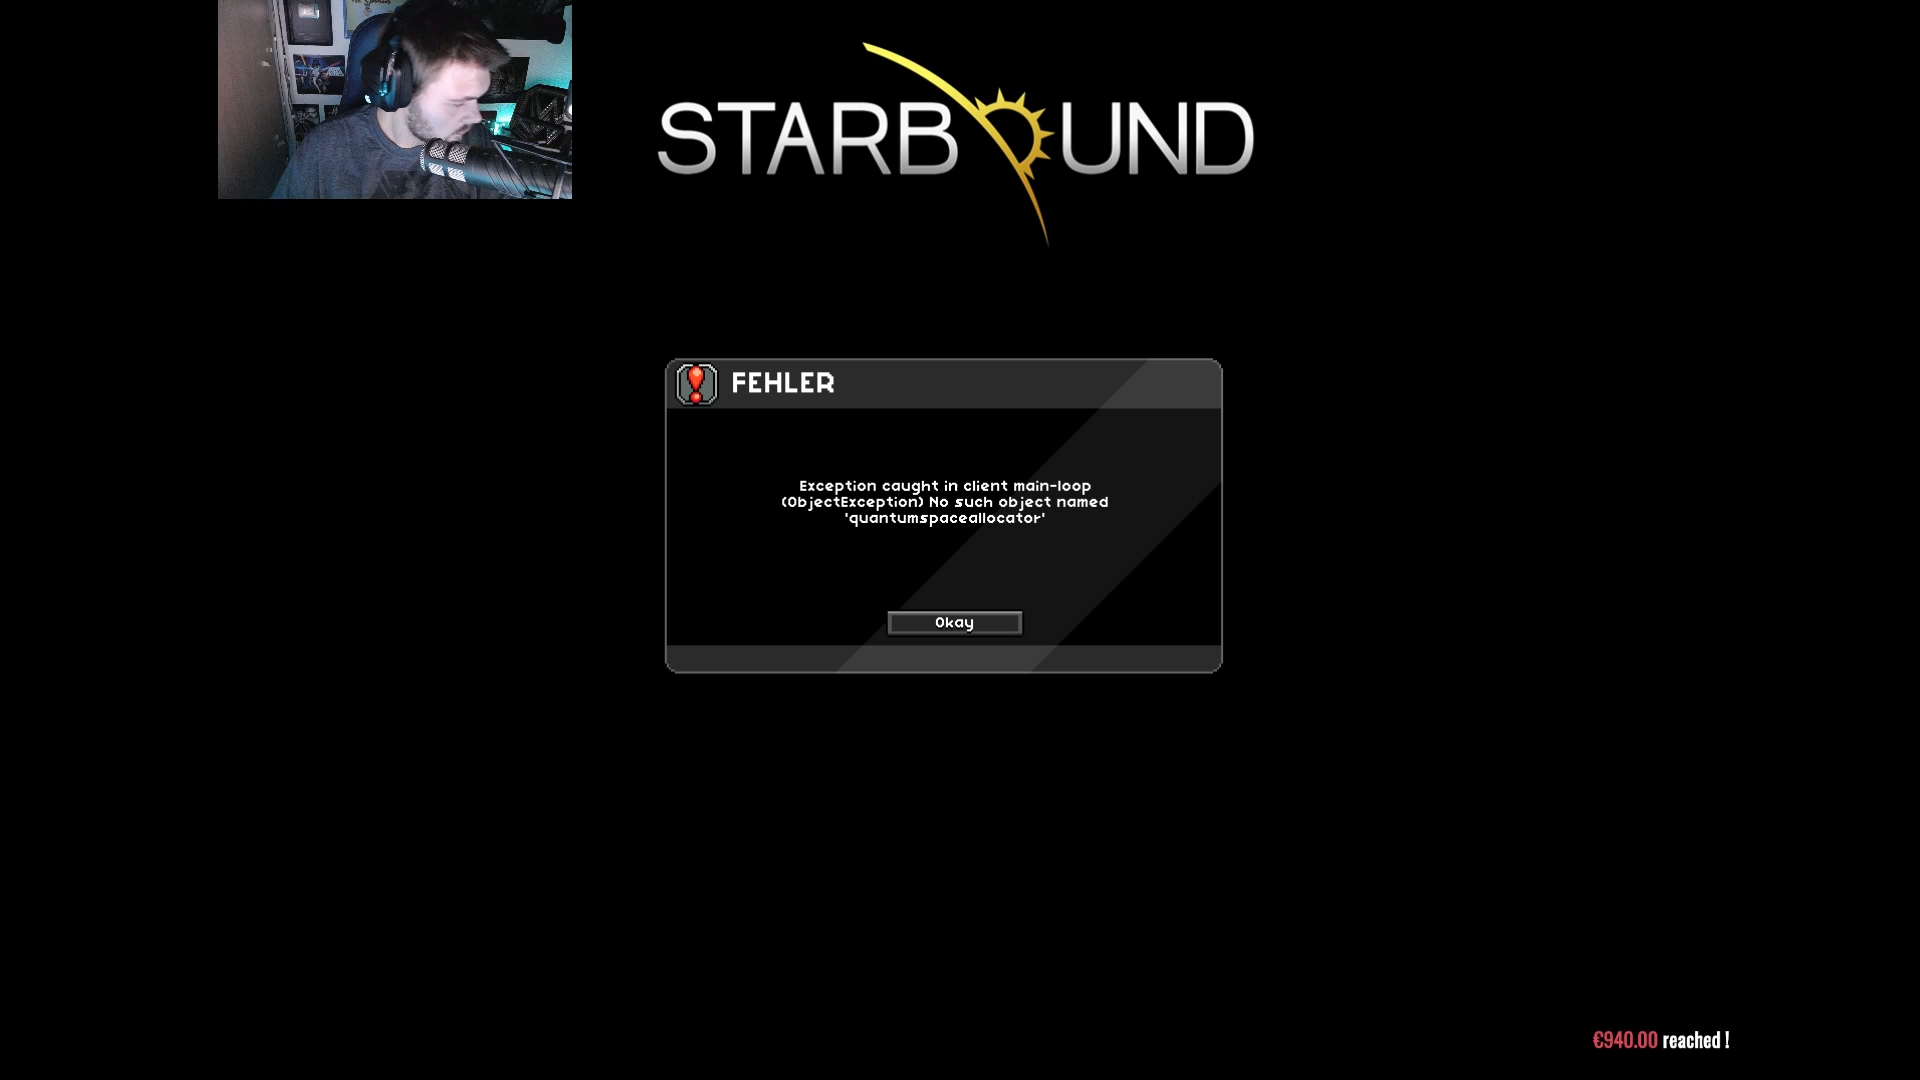 STARBOUND
FEHLER
Exception caught in client main-loop
(ObjectException) No such object named
'quantumspaceallocator'
Okay
€940.00 reached !